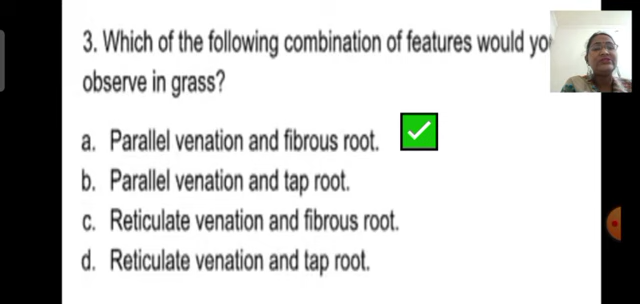 3. Which of the following combination of features would yo
observe in grass?
a. Parallel venation and fibrous root.
b. Parallel venation and tap root.
c. Reticulate venation and fibrous root.
d. Reticulate venation and tap root.